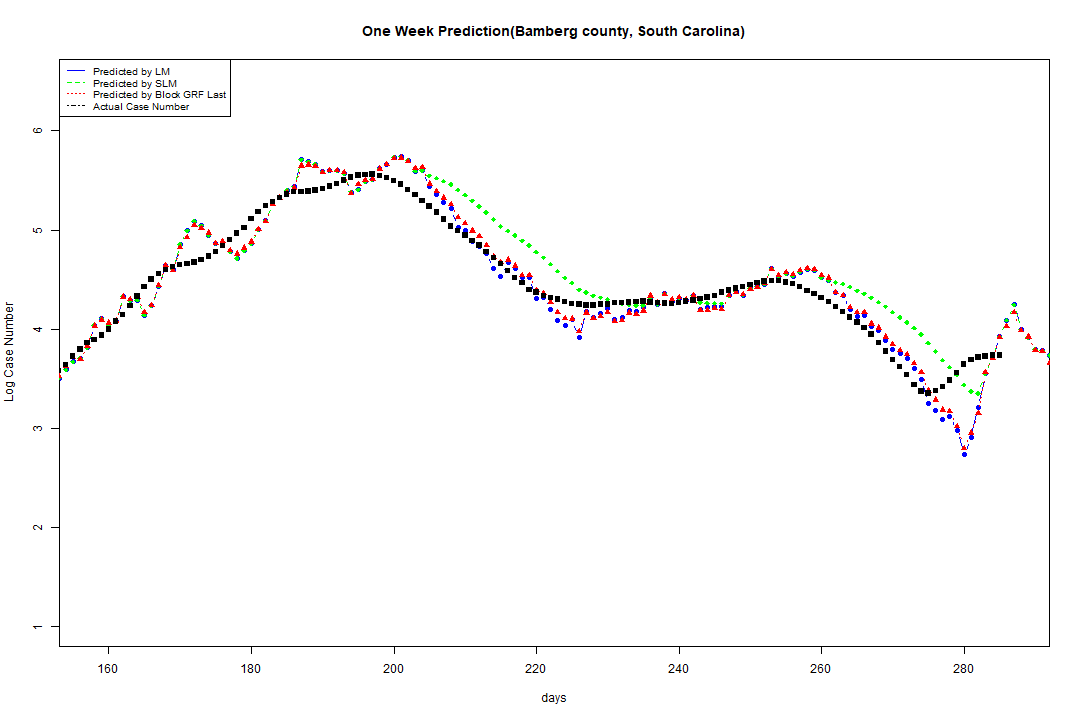 One Week Prediction(Bamberg county, South Carolina)
Predicted by LM
Predicted by SLM
Predicted by Block GRF Last
Actual Case Number
6
5
4
3
2
1
Log Case Number
160 180 200 220 240 260 280
days